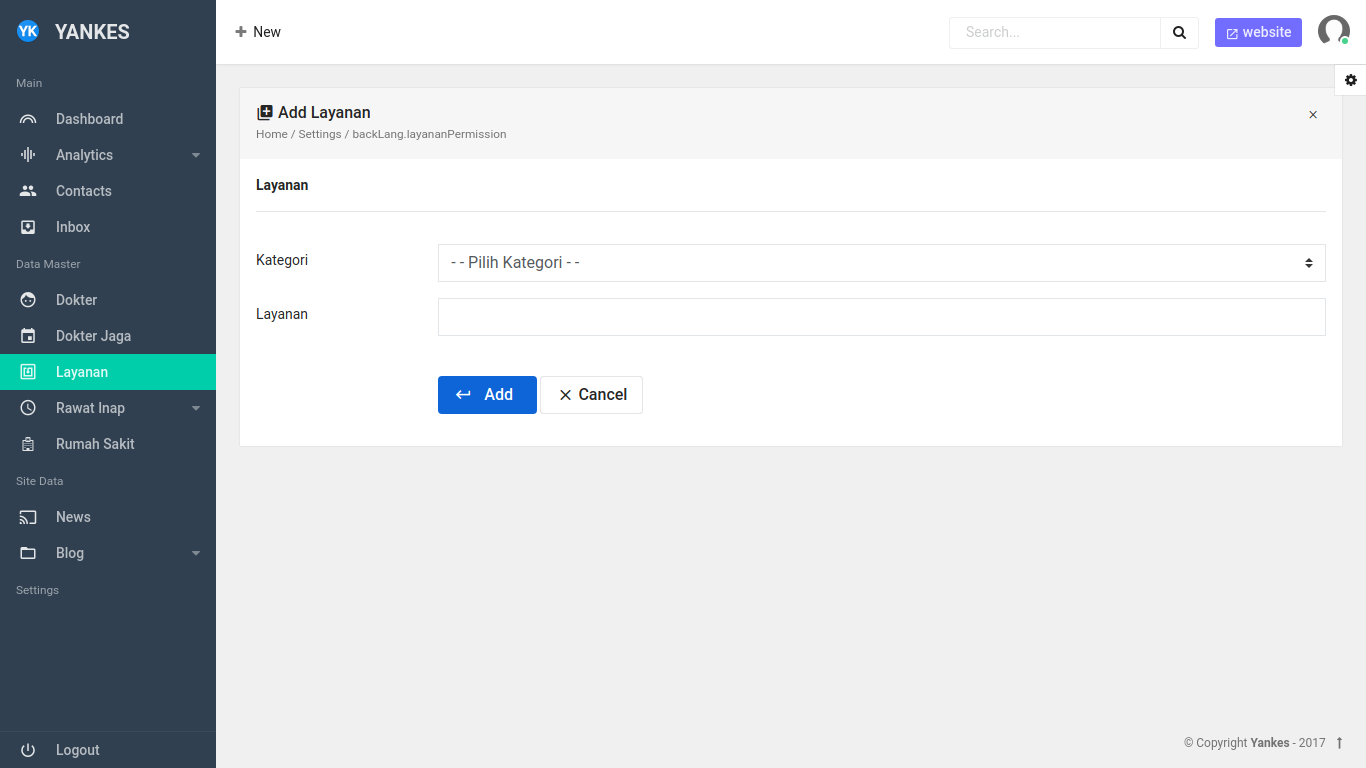 YK YANKES
Main
Dashboard
Analytics
Contacts
Inbox
Data Master
Dokter
Dokter Jaga
Layanan
Rawat Inap
Rumah Sakit
Site Data
News
Blog
Settings
Logout
New
Search...
website
Add Layanan
Home / Settings / backLang.layananPermission
Layanan
Kategori
- - Pilih Kategori - -
Layanan
Add
Cancel
© Copyright Yankes - 2017